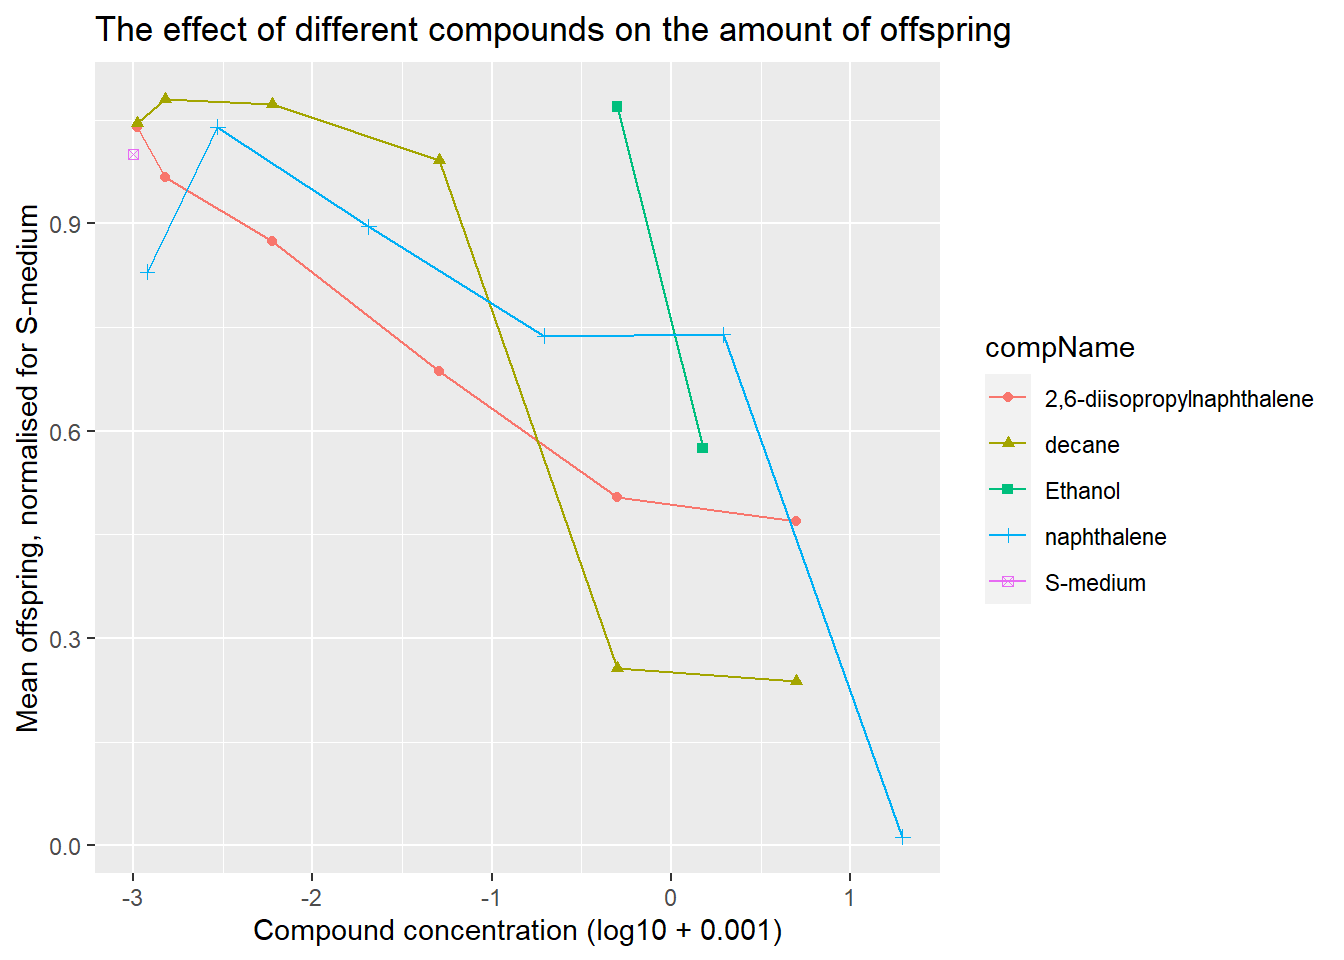 The effect of different compounds on the amount of offspring
Mean offspring, normalised for S-medium
0.9
0.6
0.3
0.0
-3
-2
-1
0
1
Compound concentration (log10 + 0.001)
compName
2,6-diisopropylnaphthalene
decane
Ethanol
naphthalene
S-medium